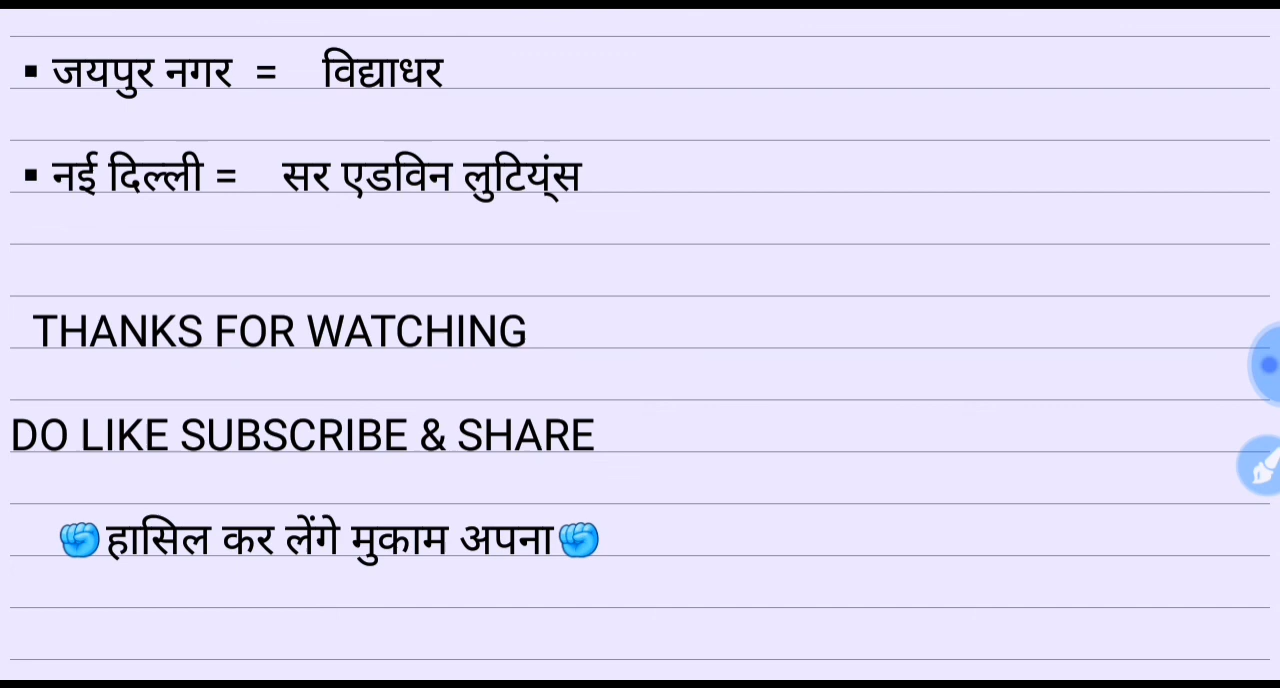 ▪ जयपुर नगर = विद्याधर
▪ नई दिल्ली = सर एडविन लुटिय्ंस
THANKS FOR WATCHING
DO LIKE SUBSCRIBE & SHARE
✊हासिल कर लेंगे मुकाम अपना✊